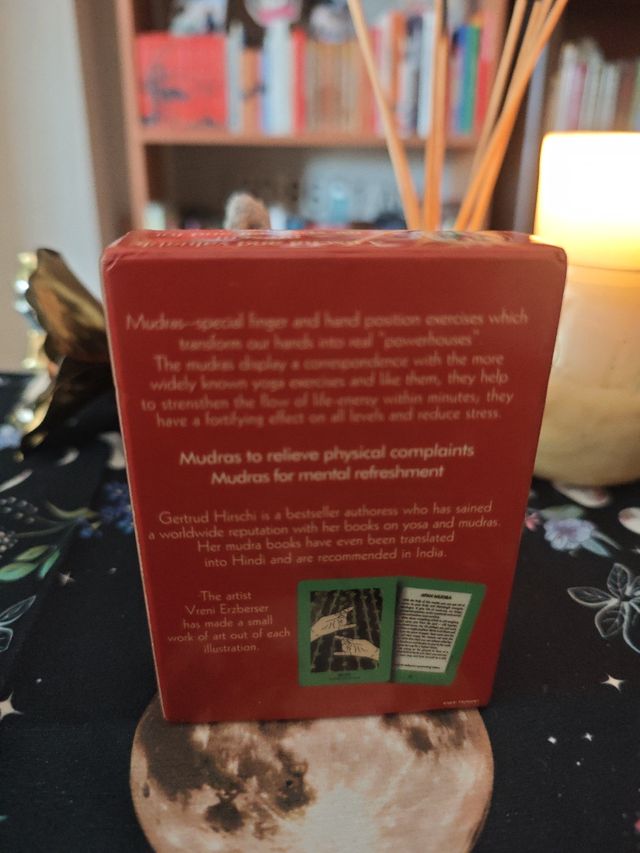 Mudras—special finger and hand position exercises which
transform our hands into real "powerhouses".
The mudras display a correspondence with the more
widely known yoga exercises and like them, they help
to strengthen the flow of life-energy within minutes; they
have a fortifying effect on all levels and reduce stress.
Mudras to relieve physical complaints
Mudras for mental refreshment
Gertrud Hirschi is a bestseller authoress who has gained
a worldwide reputation with her books on yoga and mudras.
Her mudra books have even been translated
into Hindi and are recommended in India.
The artist
Vreni Erzberger
has made a small
work of art out of each
illustration.
APAN MUDRA